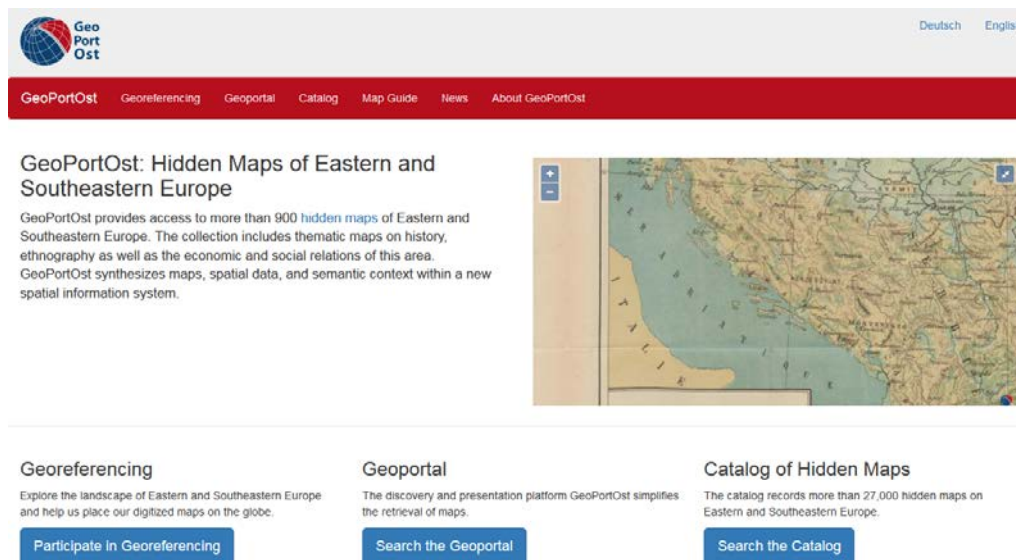 Geo
Port
Ost
Deutsch Englis
GeoPortOst Georeferencing Geoportal Catalog Map Guide News About GeoPortOst
GeoPortOst: Hidden Maps of Eastern and
Southeastern Europe
GeoPortOst provides access to more than 900 hidden maps of Eastern and
Southeastern Europe. The collection includes thematic maps on history,
ethnography as well as the economic and social relations of this area.
GeoPortOst synthesizes maps, spatial data, and semantic context within a new
spatial information system.
+
−
ITALIE
Georeferencing
Explore the landscape of Eastern and Southeastern Europe
and help us place our digitized maps on the globe.
Participate in Georeferencing
Geoportal
The discovery and presentation platform GeoPortOst simplifies
the retrieval of maps.
Search the Geoportal
Catalog of Hidden Maps
The catalog records more than 27,000 hidden maps on
Eastern and Southeastern Europe.
Search the Catalog